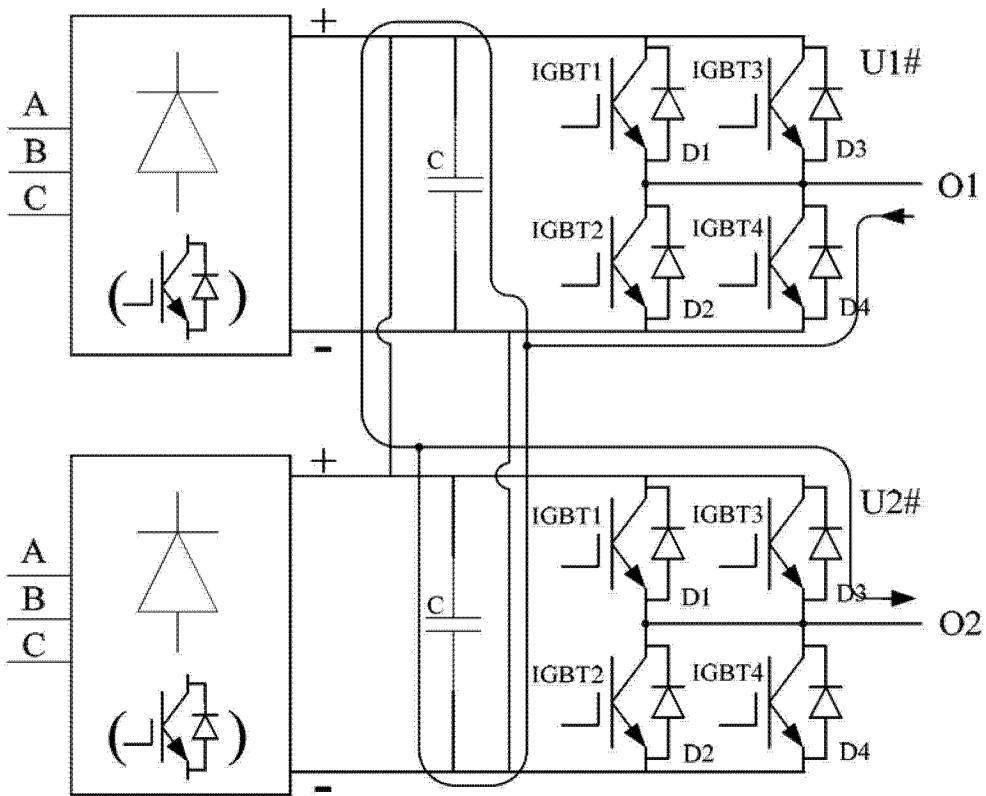 +
IGBT1 IGBT3 U1#
A
B
C
C
D1 D3
O1
IGBT2 IGBT4
( )
D2 D4
-
+
IGBT1 IGBT3 U2#
A
B
C
C
D1 D3
O2
IGBT2 IGBT4
( )
D2 D4
-